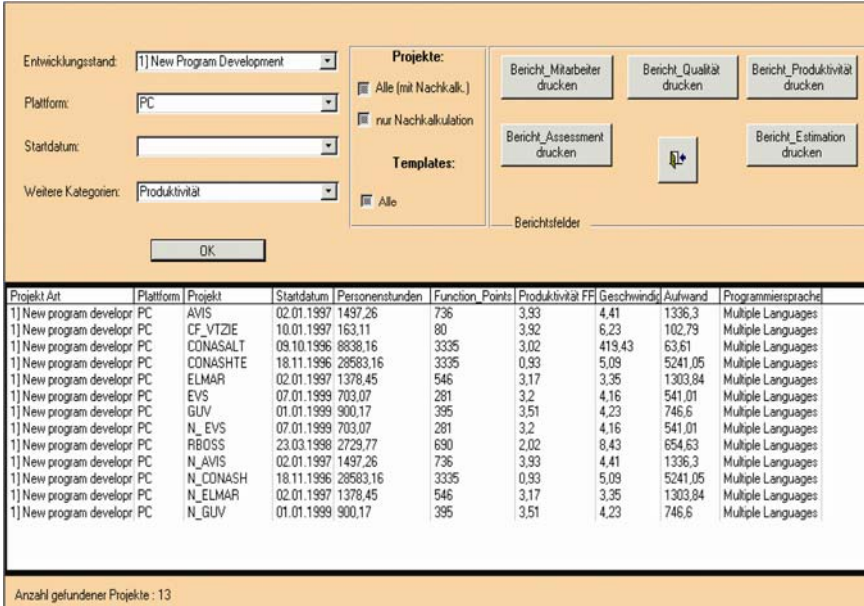 Entwicklungsstand: 1] New Program Development
Plattform: PC
Startdatum:
Weitere Kategorien: Produktivität
OK
Projekte:
Alle (mit Nachkalk.)
nur Nachkalkulation
Templates:
Alle
Bericht_Mitarbeiter drucken
Bericht_Qualität drucken
Bericht_Produktivität drucken
Bericht_Assessment drucken
Bericht_Estimation drucken
Berichtsfelder
Projekt Art Plattform Projekt Startdatum Personenstunden Function_Points Produktivität FF Geschwindig Aufwand Programmiersprache
1] New program developr PC AVIS 02.01.1997 1497,26 736 3,93 4,41 1336,3 Multiple Languages
1] New program developr PC CF_VTZIE 10.01.1997 163,11 80 3,92 6,23 102,79 Multiple Languages
1] New program developr PC CONASALT 09.10.1996 8838,16 3335 3,02 419,43 63,61 Multiple Languages
1] New program developr PC CONASHTE 18.11.1996 28583,16 3335 0,93 5,09 5241,05 Multiple Languages
1] New program developr PC ELMAR 02.01.1997 1378,45 546 3,17 3,35 1303,84 Multiple Languages
1] New program developr PC EVS 07.01.1999 703,07 281 3,2 4,16 541,01 Multiple Languages
1] New program developr PC GUV 01.01.1999 900,17 395 3,51 4,23 746,6 Multiple Languages
1] New program developr PC N_EVS 07.01.1999 703,07 281 3,2 4,16 541,01 Multiple Languages
1] New program developr PC RBOSS 23.03.1998 2729,77 690 2,02 8,43 654,63 Multiple Languages
1] New program developr PC N_AVIS 02.01.1997 1497,26 736 3,93 4,41 1336,3 Multiple Languages
1] New program developr PC N_CONASH 18.11.1996 28583,16 3335 0,93 5,09 5241,05 Multiple Languages
1] New program developr PC N_ELMAR 02.01.1997 1378,45 546 3,17 3,35 1303,84 Multiple Languages
1] New program developr PC N_GUV 01.01.1999 900,17 395 3,51 4,23 746,6 Multiple Languages
Anzahl gefundener Projekte : 13